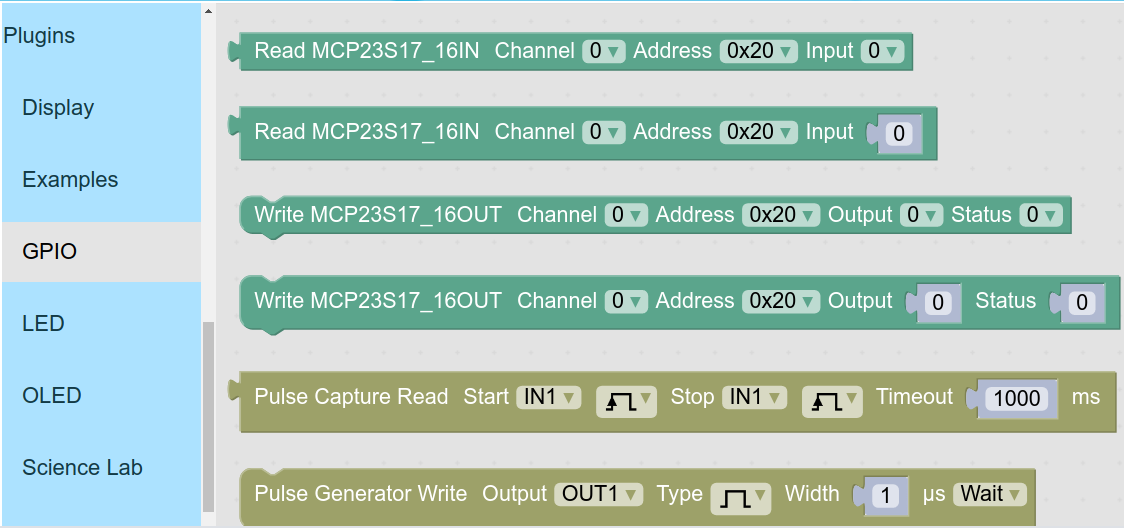 Plugins
Display
Examples
GPIO
LED
OLED
Science Lab
Read MCP23S17_16IN Channel 0 Address 0x20 Input 0
Read MCP23S17_16IN Channel 0 Address 0x20 Input 0
Write MCP23S17_16OUT Channel 0 Address 0x20 Output 0 Status 0
Write MCP23S17_16OUT Channel 0 Address 0x20 Output 0 Status 0
Pulse Capture Read Start IN1 Stop IN1 Timeout 1000 ms
Pulse Generator Write Output OUT1 Type Width 1 μs Wait